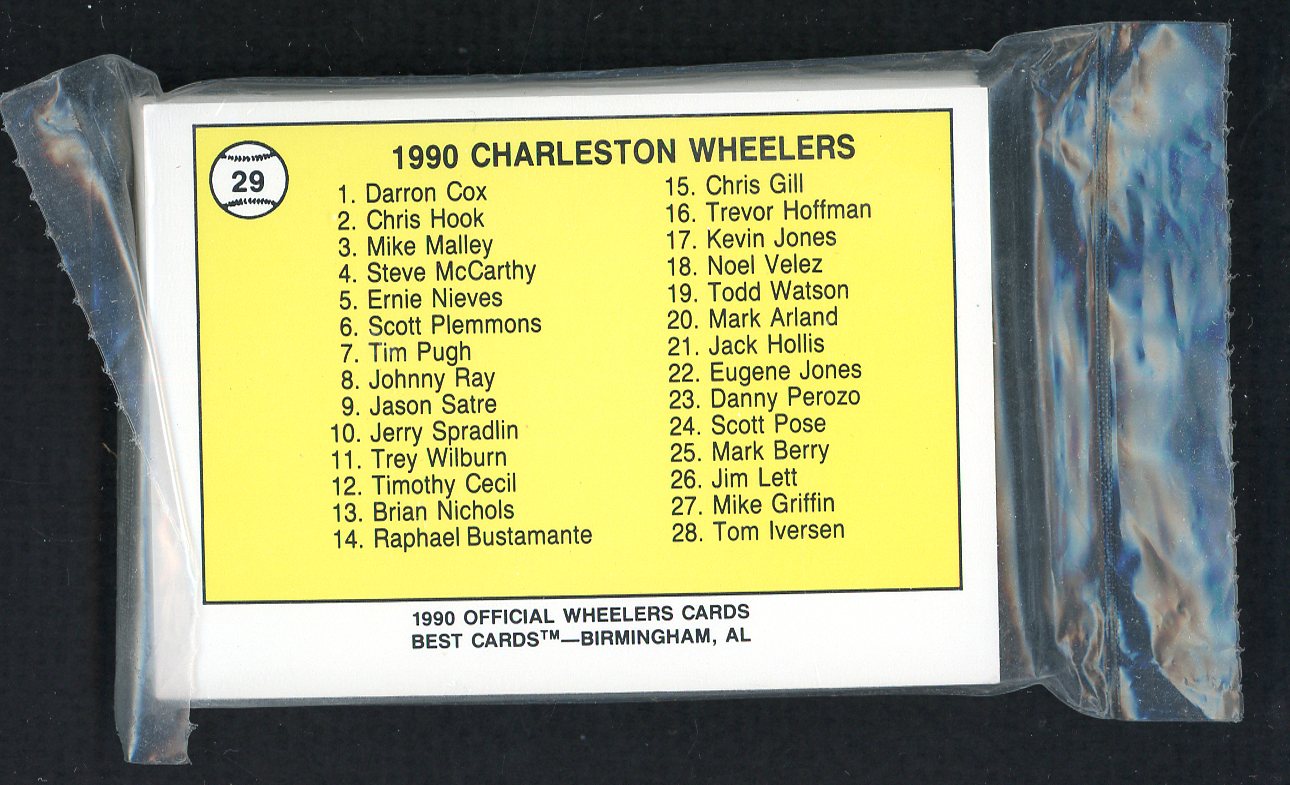 29
1990 CHARLESTON WHEELERS
1. Darron Cox
2. Chris Hook
3. Mike Malley
4. Steve McCarthy
5. Ernie Nieves
6. Scott Plemmons
7. Tim Pugh
8. Johnny Ray
9. Jason Satre
10. Jerry Spradlin
11. Trey Wilburn
12. Timothy Cecil
13. Brian Nichols
14. Raphael Bustamante
15. Chris Gill
16. Trevor Hoffman
17. Kevin Jones
18. Noel Velez
19. Todd Watson
20. Mark Arland
21. Jack Hollis
22. Eugene Jones
23. Danny Perozo
24. Scott Pose
25. Mark Berry
26. Jim Lett
27. Mike Griffin
28. Tom Iversen
1990 OFFICIAL WHEELERS CARDS
BEST CARDS™—BIRMINGHAM, AL